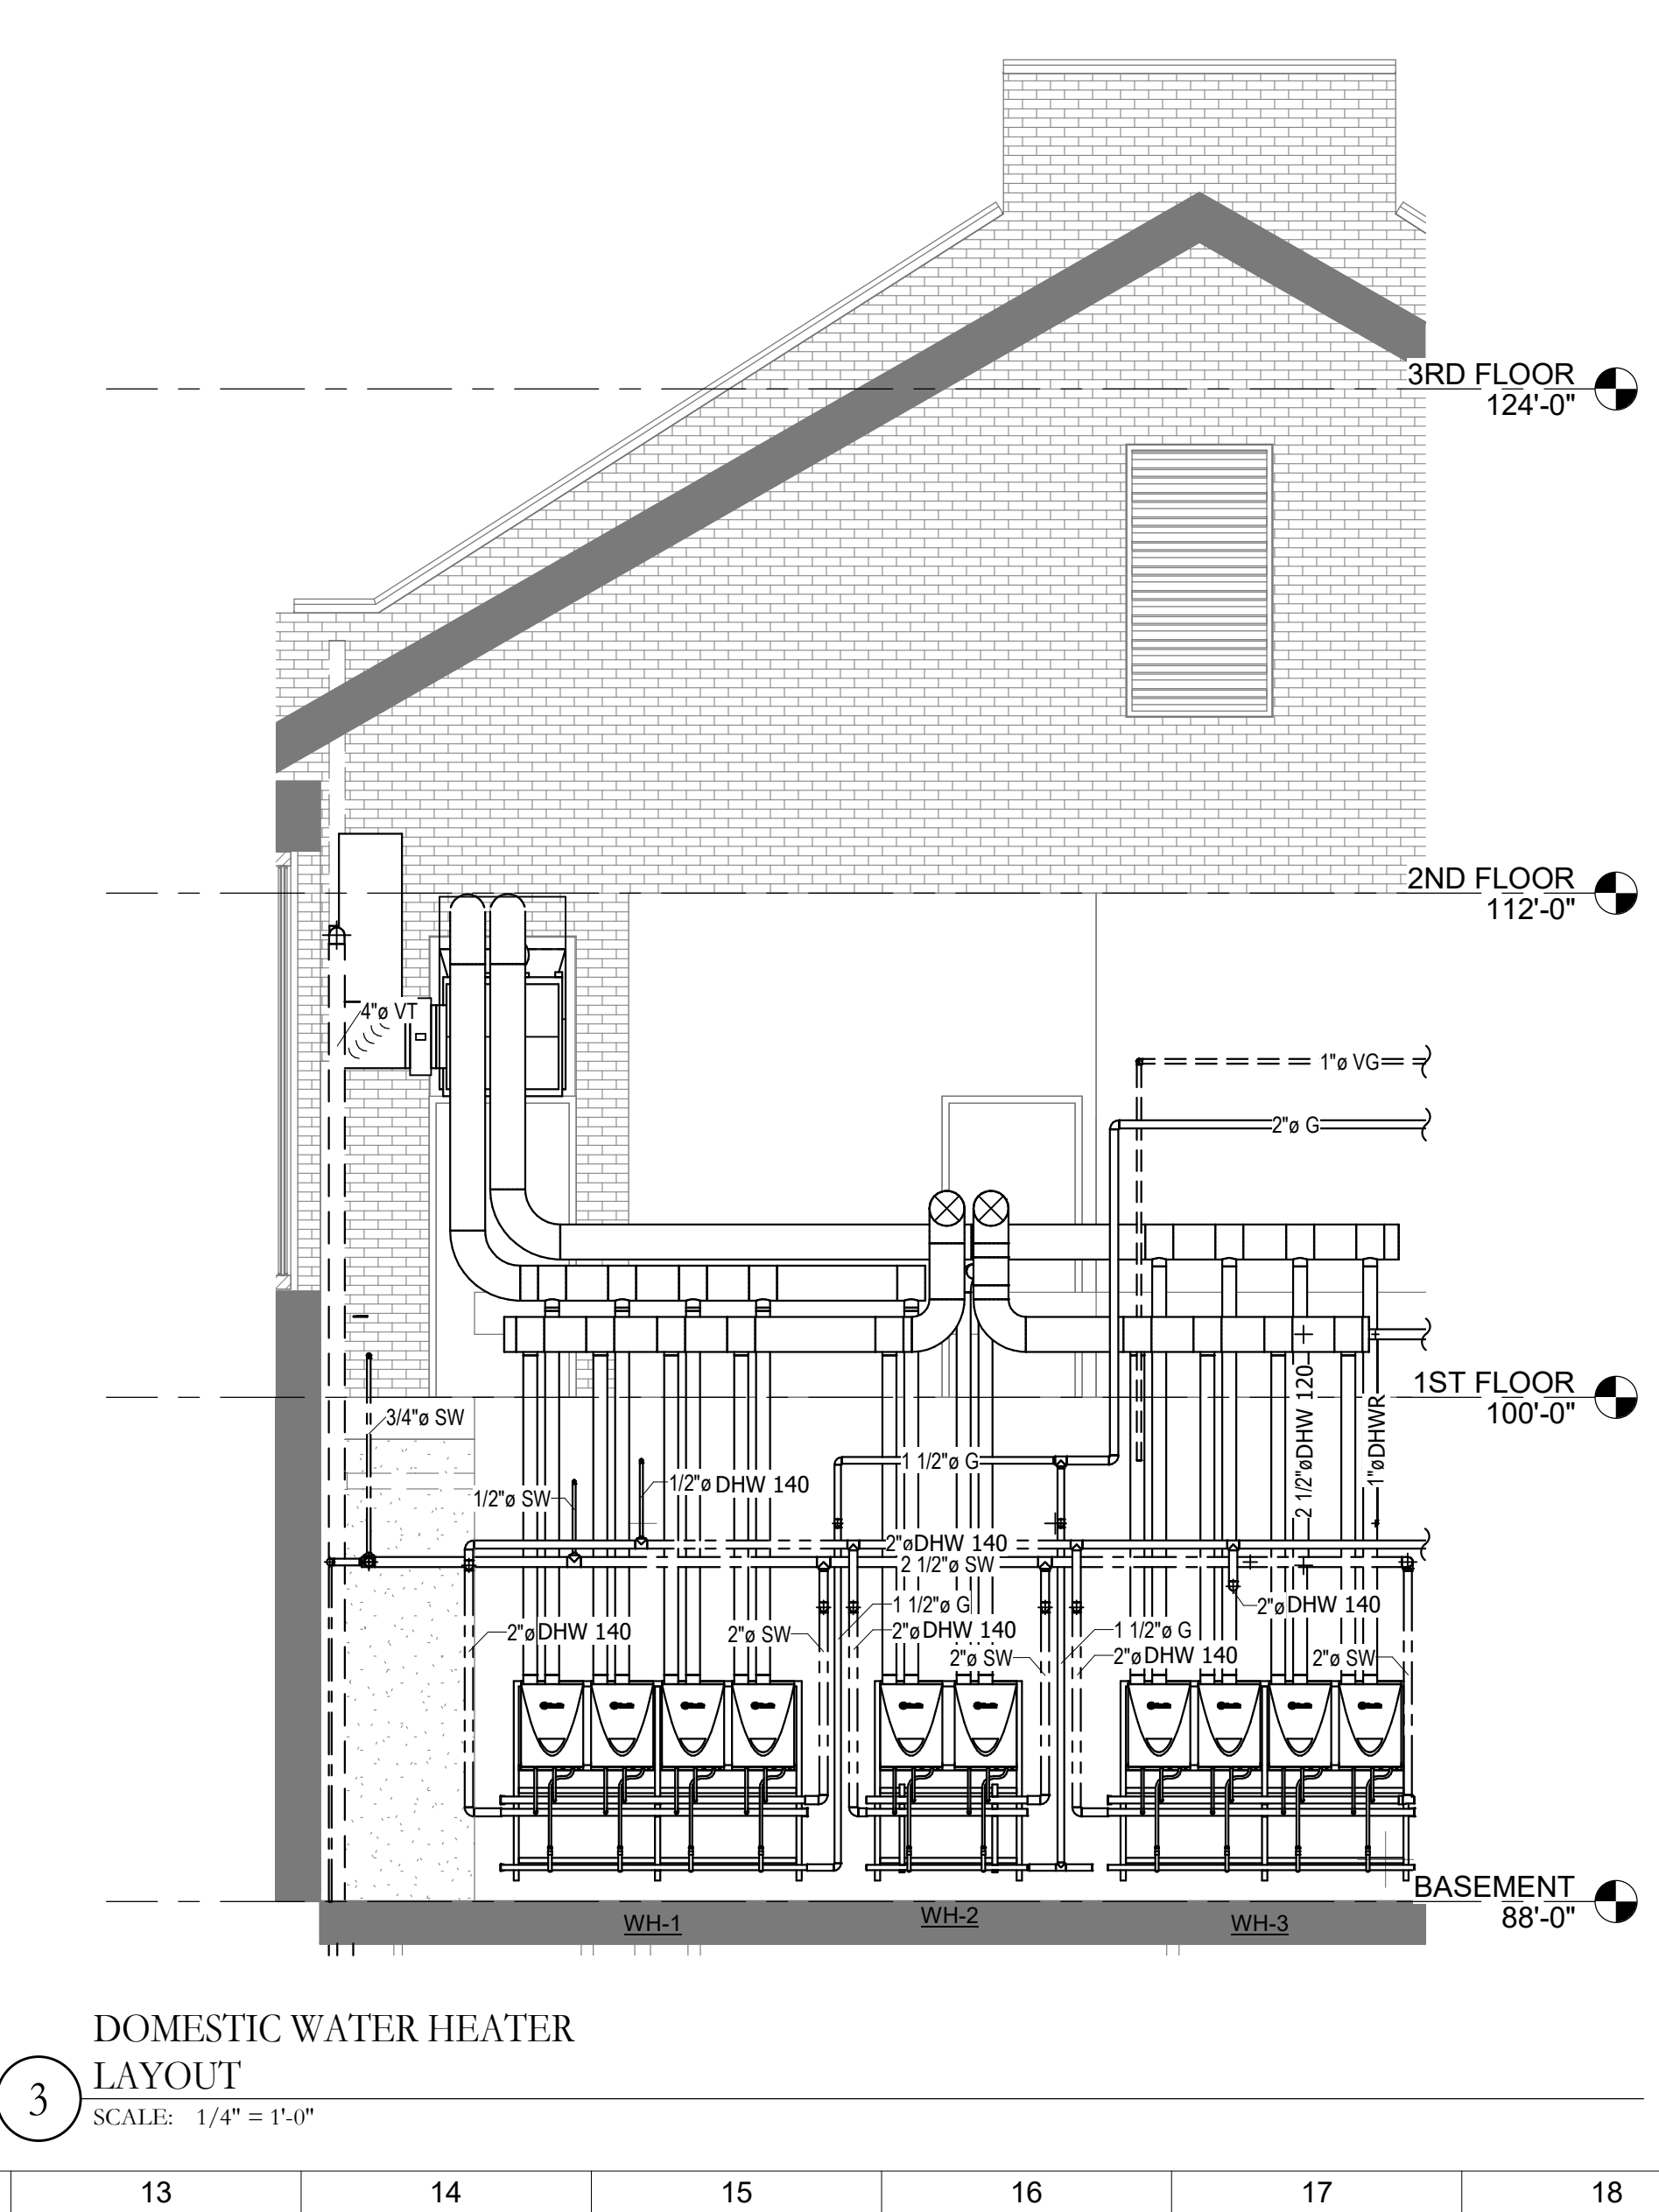 3RD FLOOR
124'-0"
2ND FLOOR
112'-0"
4"ø VT
1"ø VG
2"ø G
1ST FLOOR
100'-0"
2 1/2"øDHW 120
1"øDHWR
3/4"ø SW
1 1/2"ø G
1/2"ø DHW 140
1/2"ø SW
2"øDHW 140
2 1/2"ø SW
1 1/2"ø G
2"øDHW 140
2"øDHW 140
2"ø SW
2"øDHW 140
1 1/2"ø G
2"ø SW
2"øDHW 140
2"ø SW
BASEMENT
88'-0"
WH-1
WH-2
WH-3
DOMESTIC WATER HEATER
LAYOUT
3
SCALE: 1/4" = 1'-0"
13
14
15
16
17
18